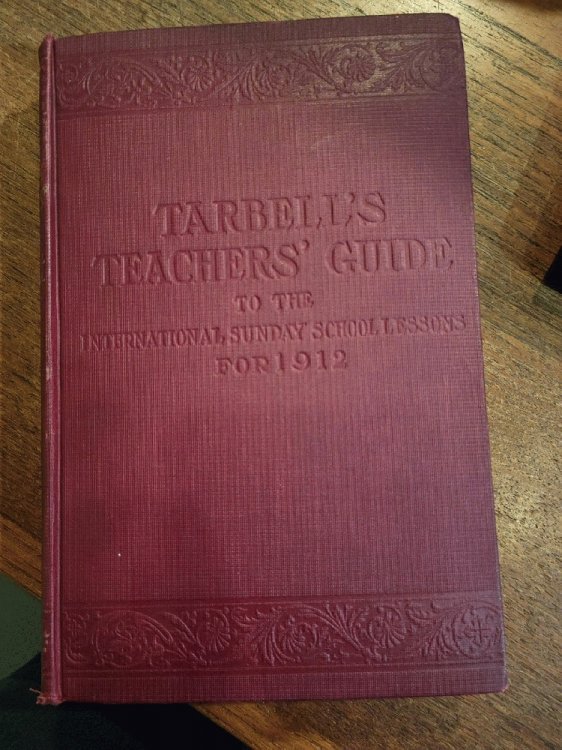 TARBELL'S
TEACHERS' GUIDE
TO THE
INTERNATIONAL SUNDAY SCHOOL LESSONS
FOR 1912